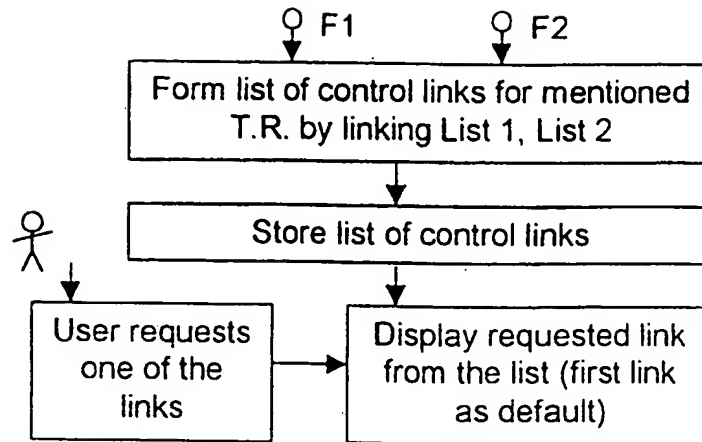 F1 F2
Form list of control links for mentioned
T.R. by linking List 1, List 2
Store list of control links
User requests
one of the
links
Display requested link
from the list (first link
as default)